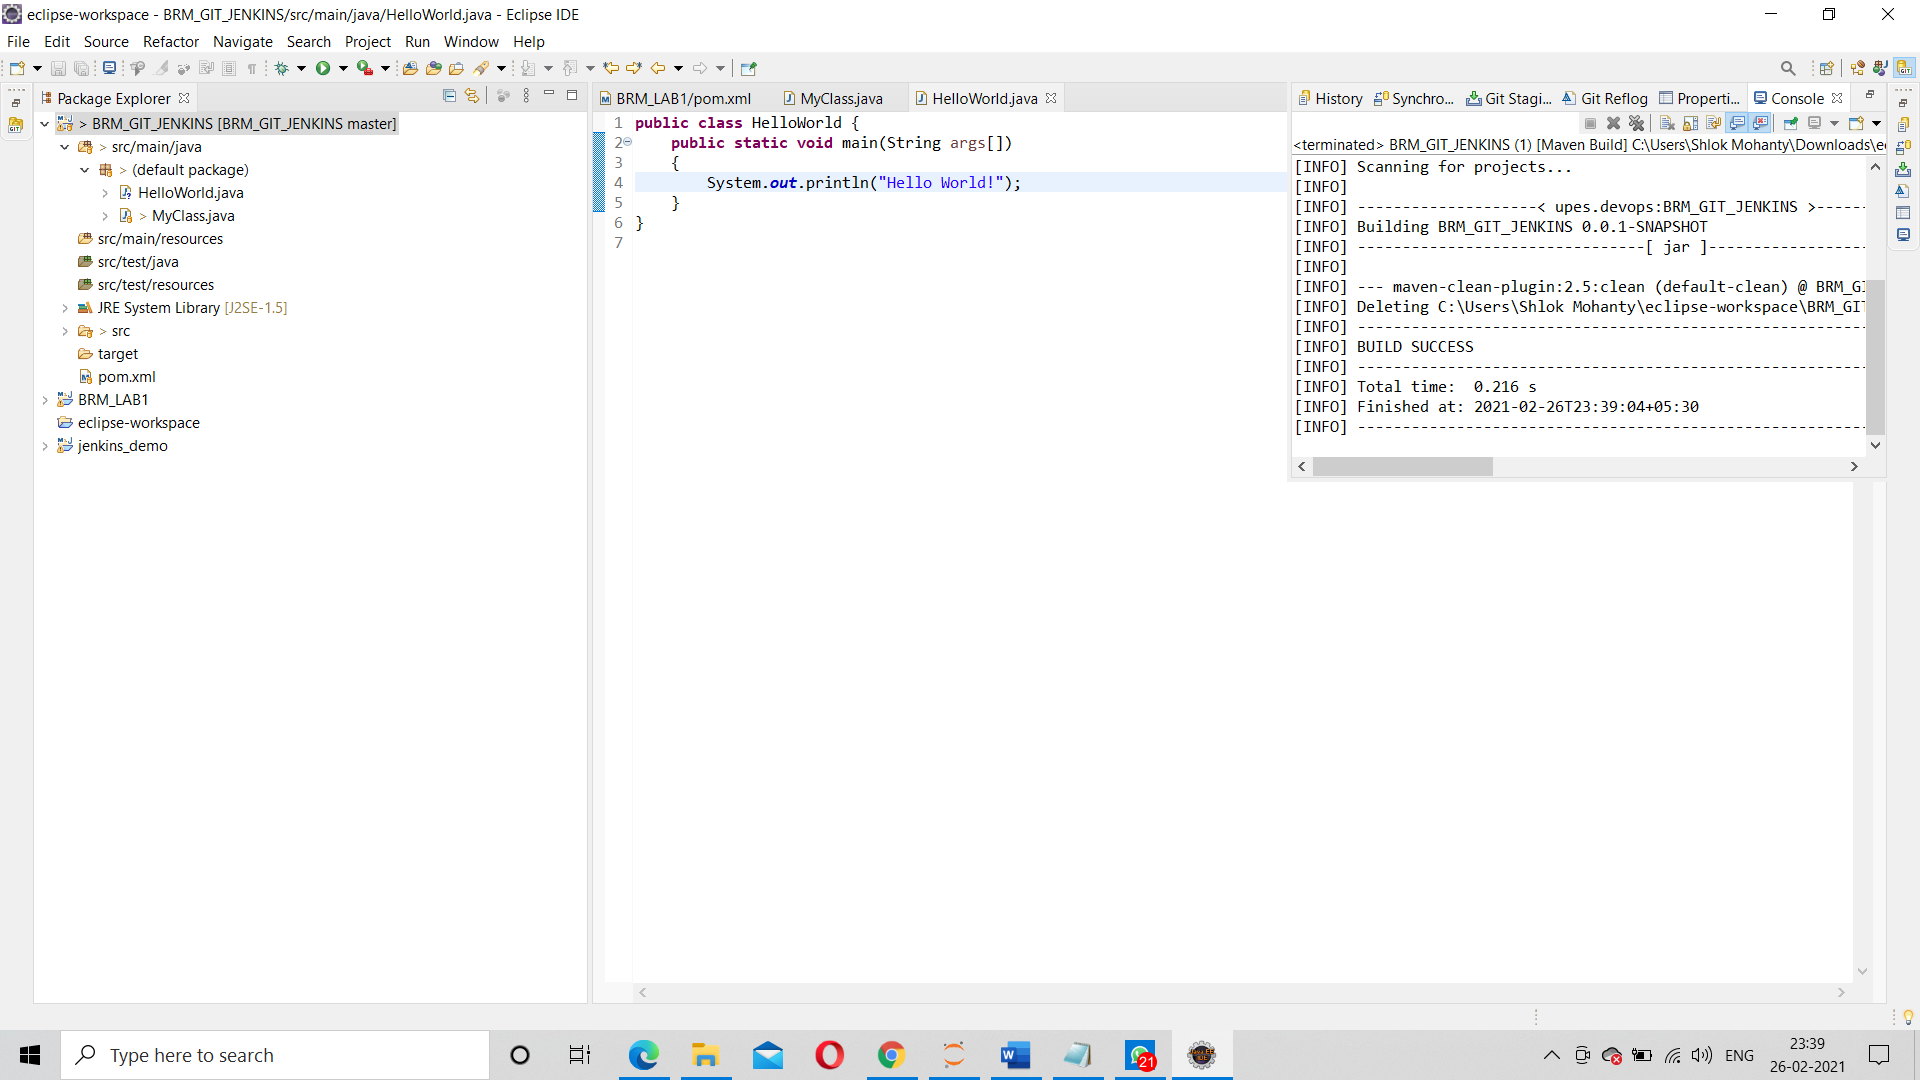 eclipse-workspace - BRM_GIT_JENKINS/src/main/java/HelloWorld.java - Eclipse IDE
File Edit Source Refactor Navigate Search Project Run Window Help
Package Explorer
> BRM_GIT_JENKINS [BRM_GIT_JENKINS master]
> src/main/java
> (default package)
HelloWorld.java
> MyClass.java
src/main/resources
src/test/java
src/test/resources
JRE System Library [J2SE-1.5]
> src
target
pom.xml
BRM_LAB1
eclipse-workspace
jenkins_demo
BRM_LAB1/pom.xml MyClass.java HelloWorld.java
1 public class HelloWorld {
2 public static void main(String args[])
3 {
4 System.out.println("Hello World!");
5 }
6 }
7
History Synchro... Git Stagi... Git Reflog Properti... Console
<terminated> BRM_GIT_JENKINS (1) [Maven Build] C:\Users\Shlok Mohanty\Downloads\e
[INFO] Scanning for projects...
[INFO]
[INFO] --------------------< upes.devops:BRM_GIT_JENKINS >------
[INFO] Building BRM_GIT_JENKINS 0.0.1-SNAPSHOT
[INFO] --------------------------------[ jar ]------------------
[INFO]
[INFO] --- maven-clean-plugin:2.5:clean (default-clean) @ BRM_GI
[INFO] Deleting C:\Users\Shlok Mohanty\eclipse-workspace\BRM_GIT
[INFO] ---------------------------------------------------------
[INFO] BUILD SUCCESS
[INFO] ---------------------------------------------------------
[INFO] Total time:  0.216 s
[INFO] Finished at: 2021-02-26T23:39:04+05:30
[INFO] ---------------------------------------------------------
Type here to search
21
ENG
23:39
26-02-2021